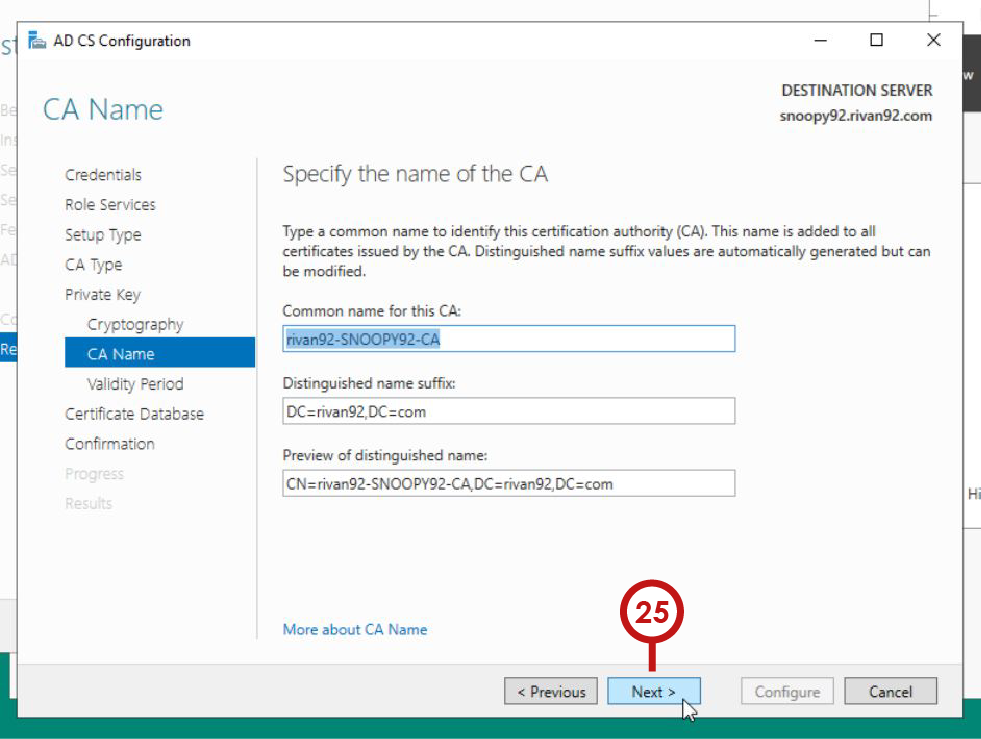 AD CS Configuration
CA Name
DESTINATION SERVER
snoopy92.rivan92.com
Credentials
Role Services
Setup Type
CA Type
Private Key
Cryptography
CA Name
Validity Period
Certificate Database
Confirmation
Progress
Results
Specify the name of the CA
Type a common name to identify this certification authority (CA). This name is added to all
certificates issued by the CA. Distinguished name suffix values are automatically generated but can
be modified.
Common name for this CA:
rivan92-SNOOPY92-CA
Distinguished name suffix:
DC=rivan92,DC=com
Preview of distinguished name:
CN=rivan92-SNOOPY92-CA,DC=rivan92,DC=com
More about CA Name
25
< Previous
Next >
Configure
Cancel